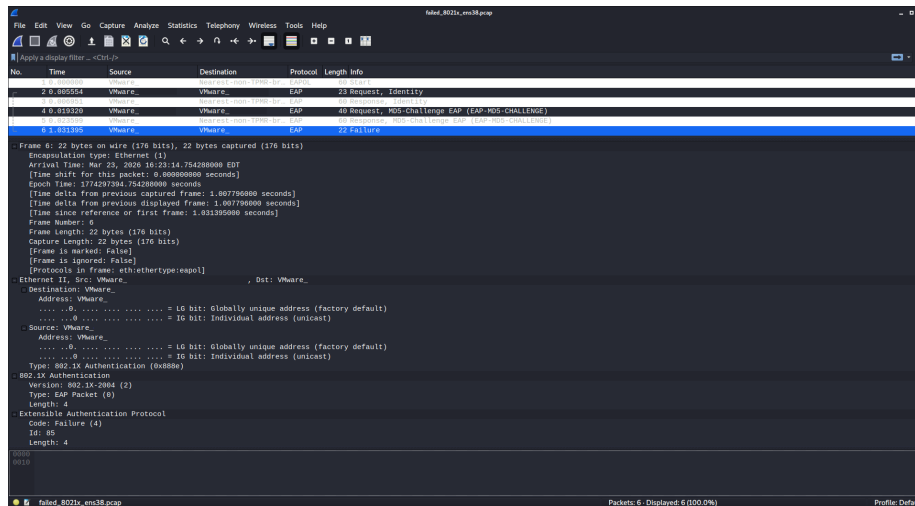 failed_8021x_ens38.pcap
File Edit View Go Capture Analyze Statistics Telephony Wireless Tools Help
Apply a display filter ... <Ctrl-/>
No. Time Source Destination Protocol Length Info
1 0.000000 VMware Nearest-non-TPMR-br… EAPOL 60 Start
2 0.005554 VMware_ VMware_ EAP 23 Request, Identity
3 0.006951 VMware_ Nearest-non-TPMR-br… EAP 60 Response, Identity
4 0.019320 VMware_ VMware_ EAP 40 Request, MD5-Challenge EAP (EAP-MD5-CHALLENGE)
5 0.023599 VMware_ Nearest-non-TPMR-br… EAP 60 Response, MD5-Challenge EAP (EAP-MD5-CHALLENGE)
6 1.031395 VMware_ VMware_ EAP 22 Failure
Frame 6: 22 bytes on wire (176 bits), 22 bytes captured (176 bits)
Encapsulation type: Ethernet (1)
Arrival Time: Mar 23, 2026 16:23:14.754288000 EDT
[Time shift for this packet: 0.000000000 seconds]
Epoch Time: 1774297394.754288000 seconds
[Time delta from previous captured frame: 1.007796000 seconds]
[Time delta from previous displayed frame: 1.007796000 seconds]
[Time since reference or first frame: 1.031395000 seconds]
Frame Number: 6
Frame Length: 22 bytes (176 bits)
Capture Length: 22 bytes (176 bits)
[Frame is marked: False]
[Frame is ignored: False]
[Protocols in frame: eth:ethertype:eapol]
Ethernet II, Src: VMware_ , Dst: VMware_
Destination: VMware_
Address: VMware_
.... ..0. .... .... .... .... = LG bit: Globally unique address (factory default)
.... ...0 .... .... .... .... = IG bit: Individual address (unicast)
Source: VMware_
Address: VMware_
.... ..0. .... .... .... .... = LG bit: Globally unique address (factory default)
.... ...0 .... .... .... .... = IG bit: Individual address (unicast)
Type: 802.1X Authentication (0x888e)
802.1X Authentication
Version: 802.1X-2004 (2)
Type: EAP Packet (0)
Length: 4
Extensible Authentication Protocol
Code: Failure (4)
Id: 85
Length: 4
0000
0010
failed_8021x_ens38.pcap Packets: 6 · Displayed: 6 (100.0%) Profile: Defa